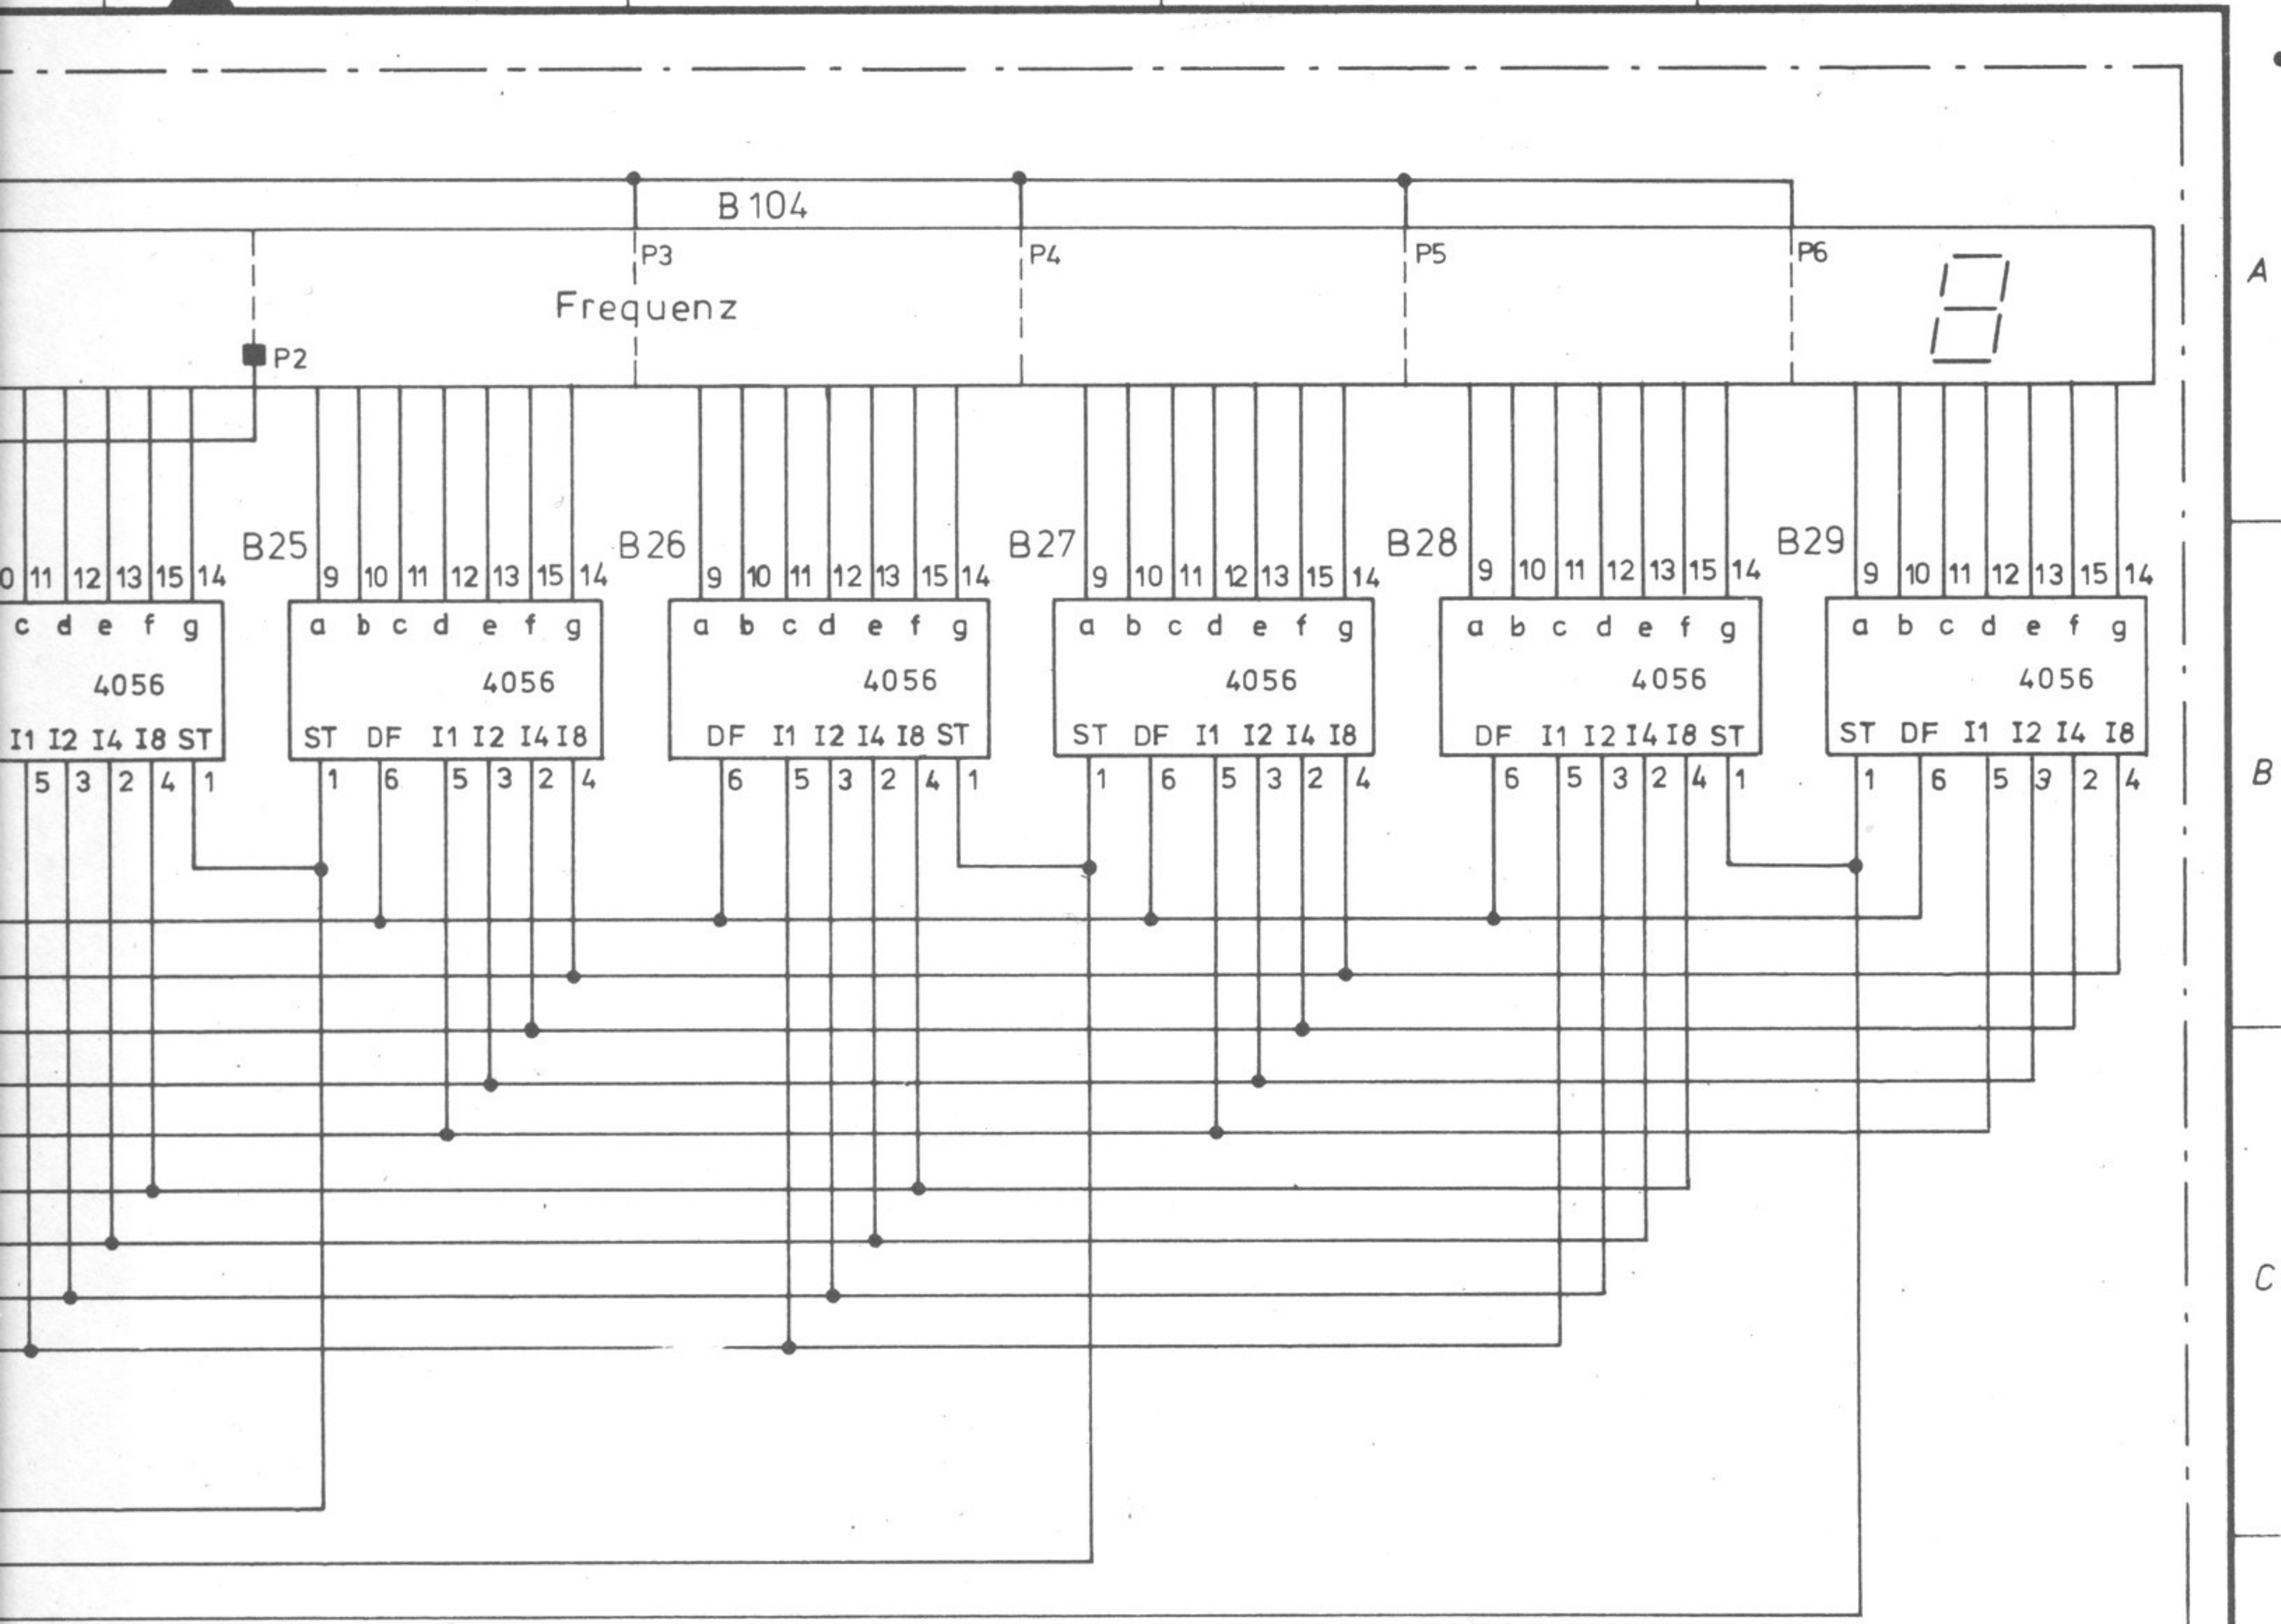 B 104
P3 P4 P5 P6
A
Frequenz
P2
B25 B26 B27 B28 B29
0 11 12 13 15 14 9 10 11 12 13 15 14 9 10 11 12 13 15 14 9 10 11 12 13 15 14 9 10 11 12 13 15 14 9 10 11 12 13 15 14
c d e f g a b c d e f g a b c d e f g a b c d e f g a b c d e f g a b c d e f g
4056 4056 4056 4056 4056 4056
I1 I2 I4 I8 ST ST DF I1 I2 I4 I8 DF I1 I2 I4 I8 ST ST DF I1 I2 I4 I8 DF I1 I2 I4 I8 ST ST DF I1 I2 I4 I8
5 3 2 4 1 1 6 5 3 2 4 6 5 3 2 4 1 1 6 5 3 2 4 6 5 3 2 4 1 1 6 5 3 2 4
B
C